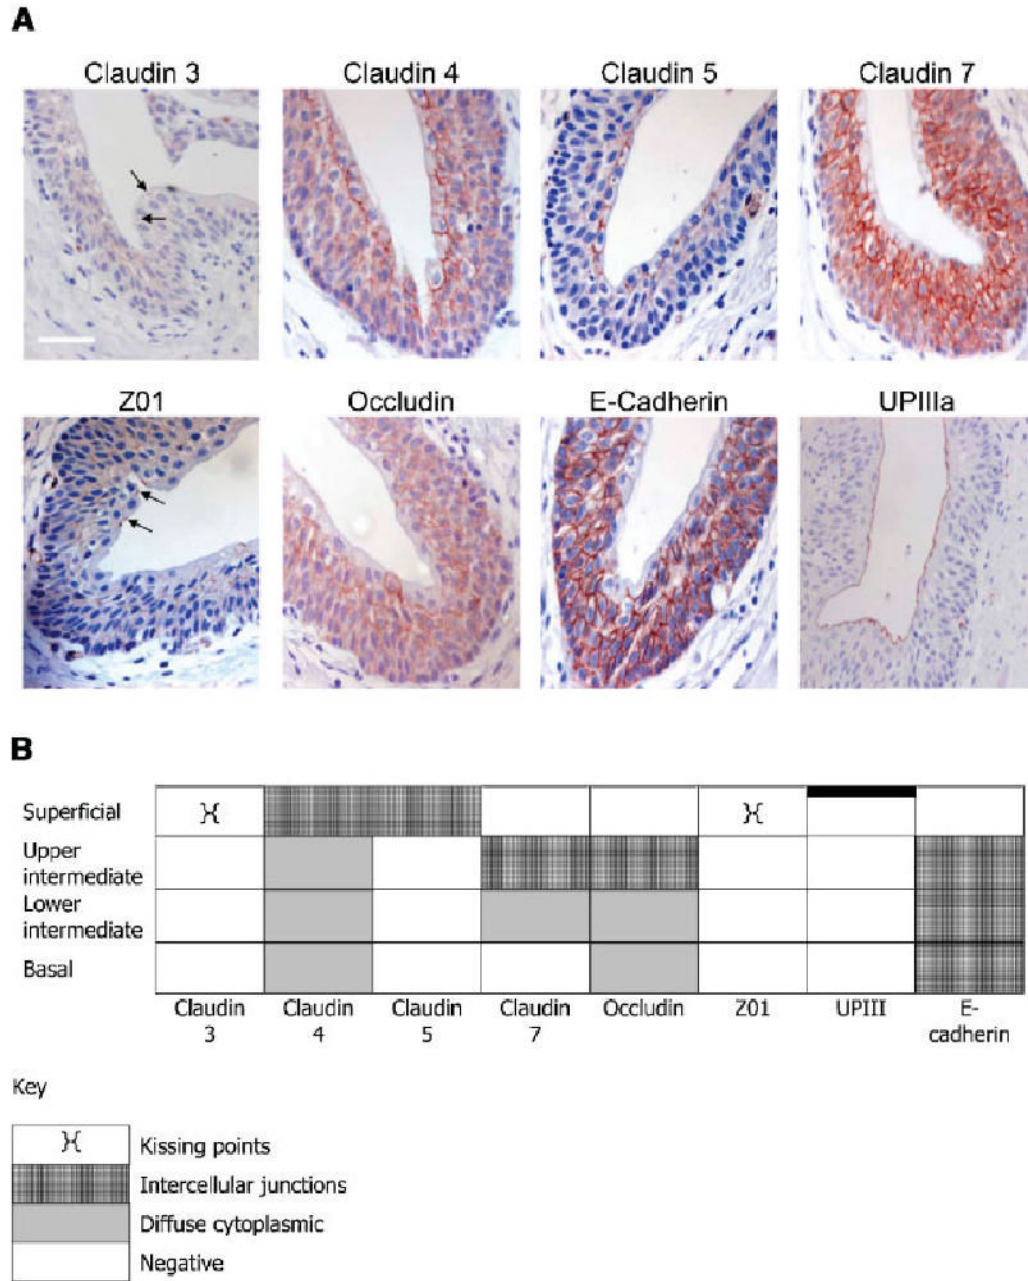 A
Claudin 3 Claudin 4 Claudin 5 Claudin 7
Z01 Occludin E-Cadherin UPIIIa
B
Superficial
Upper
intermediate
Lower
intermediate
Basal
Claudin Claudin Claudin Claudin Occludin Z01 UPIII E-
3 4 5 7 cadherin
Key
Kissing points
Intercellular junctions
Diffuse cytoplasmic
Negative